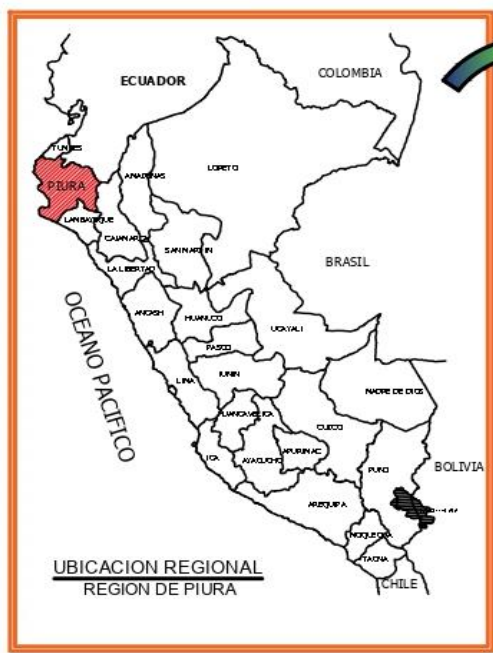 COLOMBIA
ECUADOR
TUMBES
LORETO
AMAZONAS
PIURA
LAMBAYEQUE
CAJAMARCA
SAN MARTIN
BRASIL
LA LIBERTAD
OCEANO PACIFICO
ANCASH
HUANUCO
UCAYALI
PASCO
LIMA
JUNIN
MADRE DE DIOS
HUANCAVELICA
CUZCO
ICA
AYACUCHO
APURIMAC
PUNO
BOLIVIA
AREQUIPA
MOQUEGUA
TACNA
CHILE
UBICACION REGIONAL
REGION DE PIURA